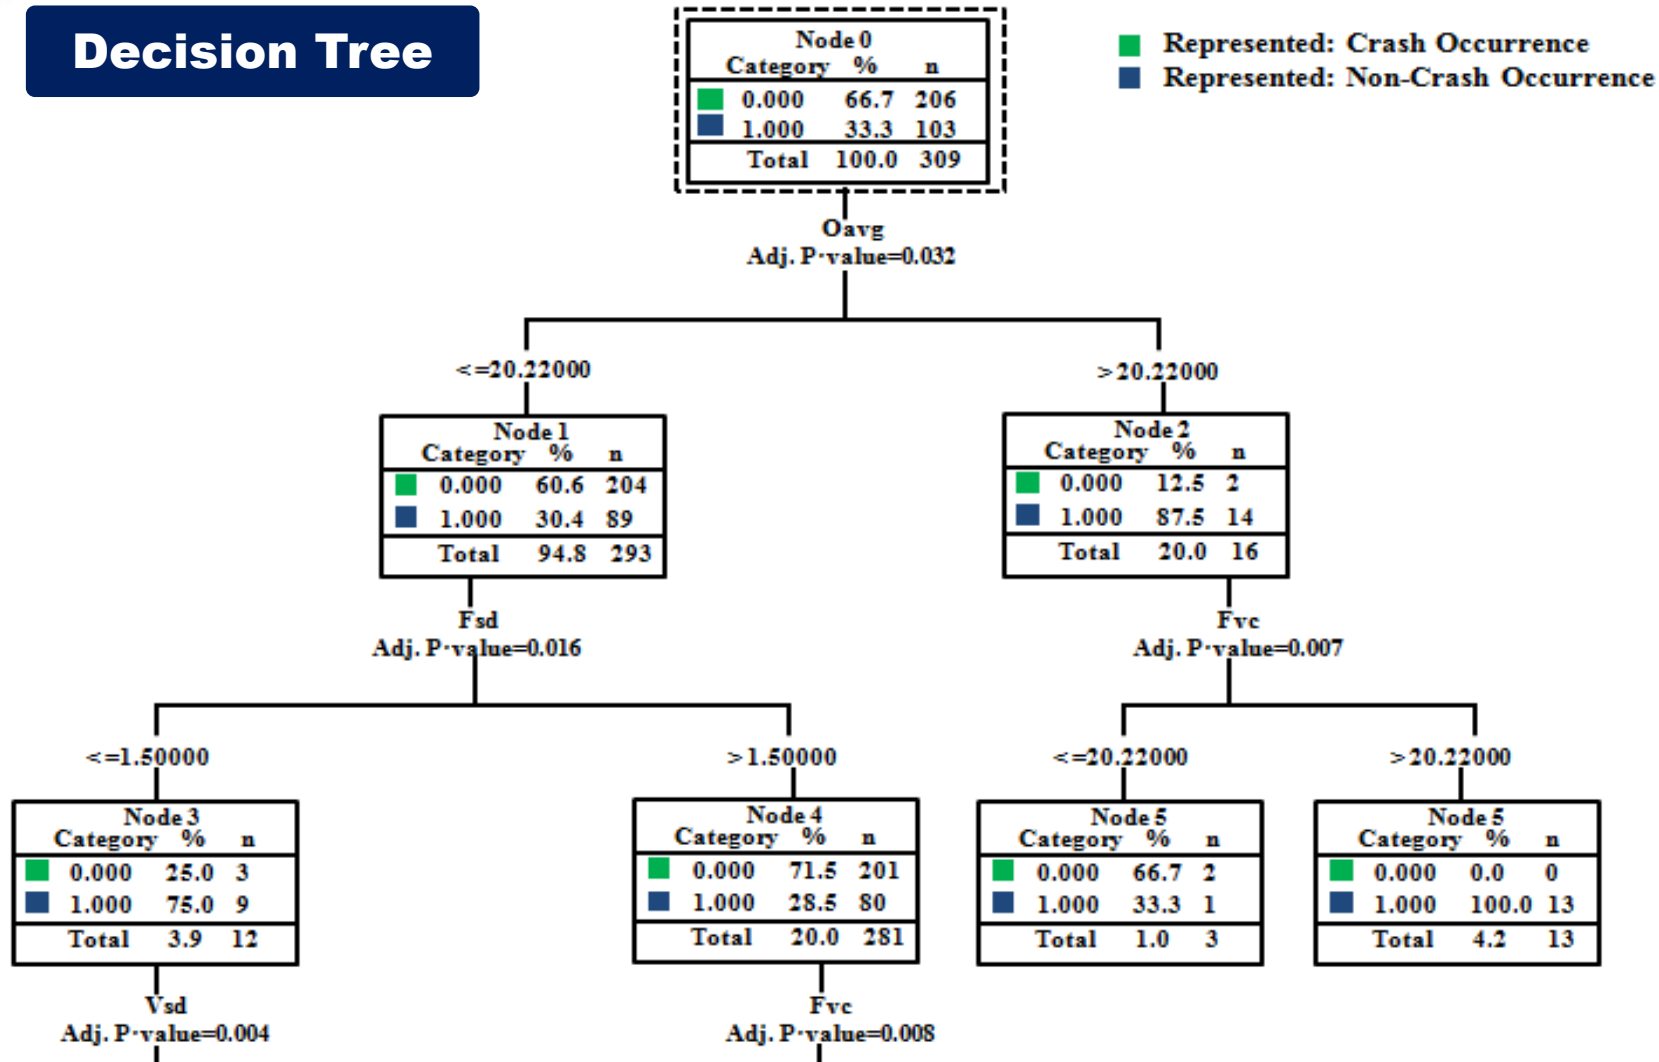 Decision Tree
Represented: Crash Occurrence
Represented: Non-Crash Occurrence
Node 0
Category % n
0.000 66.7 206
1.000 33.3 103
Total 100.0 309
Oavg
Adj. P-value=0.032
<=20.22000
>20.22000
Node 1
Category % n
0.000 60.6 204
1.000 30.4 89
Total 94.8 293
Node 2
Category % n
0.000 12.5 2
1.000 87.5 14
Total 20.0 16
Fsd
Adj. P-value=0.016
Fvc
Adj. P-value=0.007
<=1.50000
>1.50000
<=20.22000
>20.22000
Node 3
Category % n
0.000 25.0 3
1.000 75.0 9
Total 3.9 12
Node 4
Category % n
0.000 71.5 201
1.000 28.5 80
Total 20.0 281
Node 5
Category % n
0.000 66.7 2
1.000 33.3 1
Total 1.0 3
Node 5
Category % n
0.000 0.0 0
1.000 100.0 13
Total 4.2 13
Vsd
Adj. P-value=0.004
Fvc
Adj. P-value=0.008